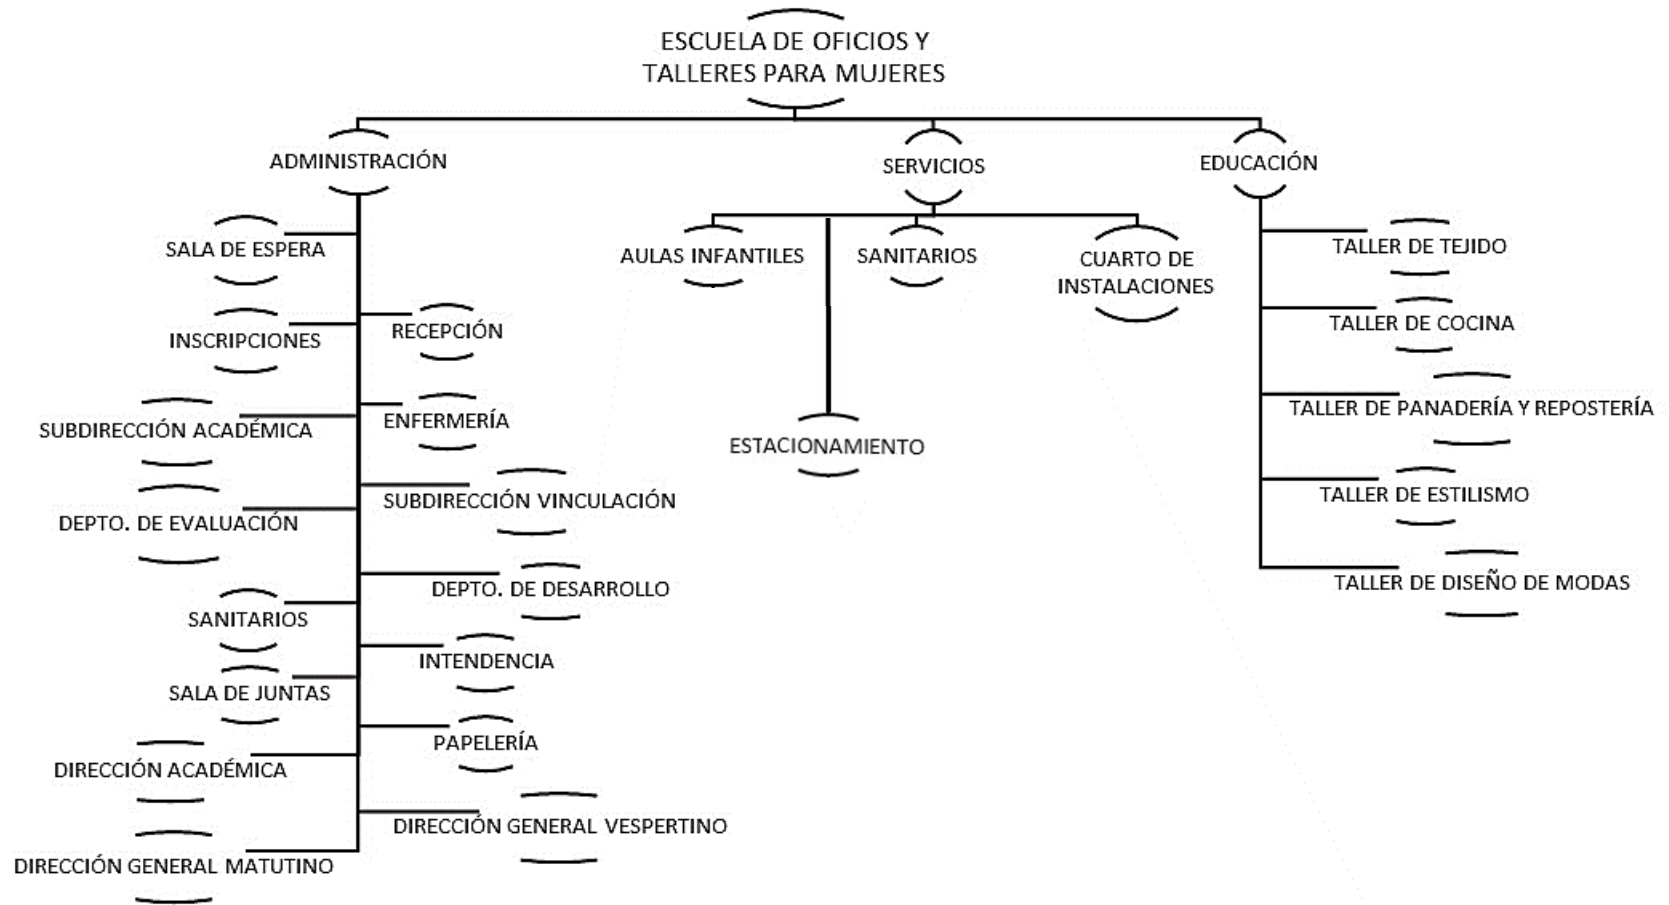 ESCUELA DE OFICIOS Y
TALLERES PARA MUJERES
ADMINISTRACIÓN
SALA DE ESPERA
INSCRIPCIONES
RECEPCIÓN
SUBDIRECCIÓN ACADÉMICA
ENFERMERÍA
DEPTO. DE EVALUACIÓN
SUBDIRECCIÓN VINCULACIÓN
SANITARIOS
DEPTO. DE DESARROLLO
SALA DE JUNTAS
INTENDENCIA
DIRECCIÓN ACADÉMICA
PAPELERÍA
DIRECCIÓN GENERAL MATUTINO
DIRECCIÓN GENERAL VESPERTINO
SERVICIOS
AULAS INFANTILES
SANITARIOS
CUARTO DE
INSTALACIONES
ESTACIONAMIENTO
EDUCACIÓN
TALLER DE TEJIDO
TALLER DE COCINA
TALLER DE PANADERÍA Y REPOSTERÍA
TALLER DE ESTILISMO
TALLER DE DISEÑO DE MODAS